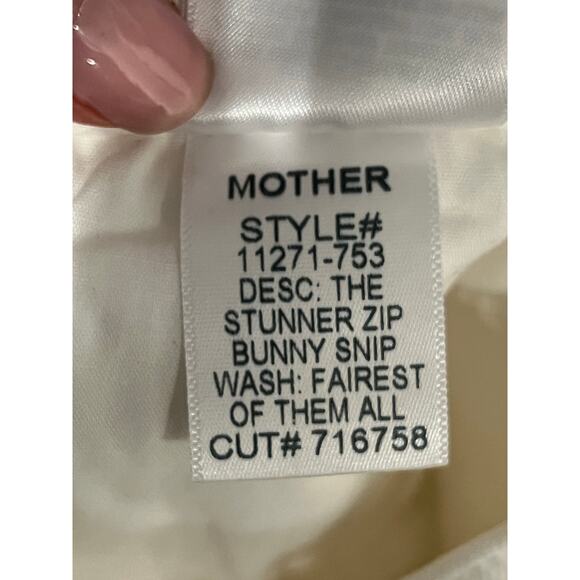 MOTHER
STYLE#
11271-753
DESC: THE
STUNNER ZIP
BUNNY SNIP
WASH: FAIREST
OF THEM ALL
CUT# 716758